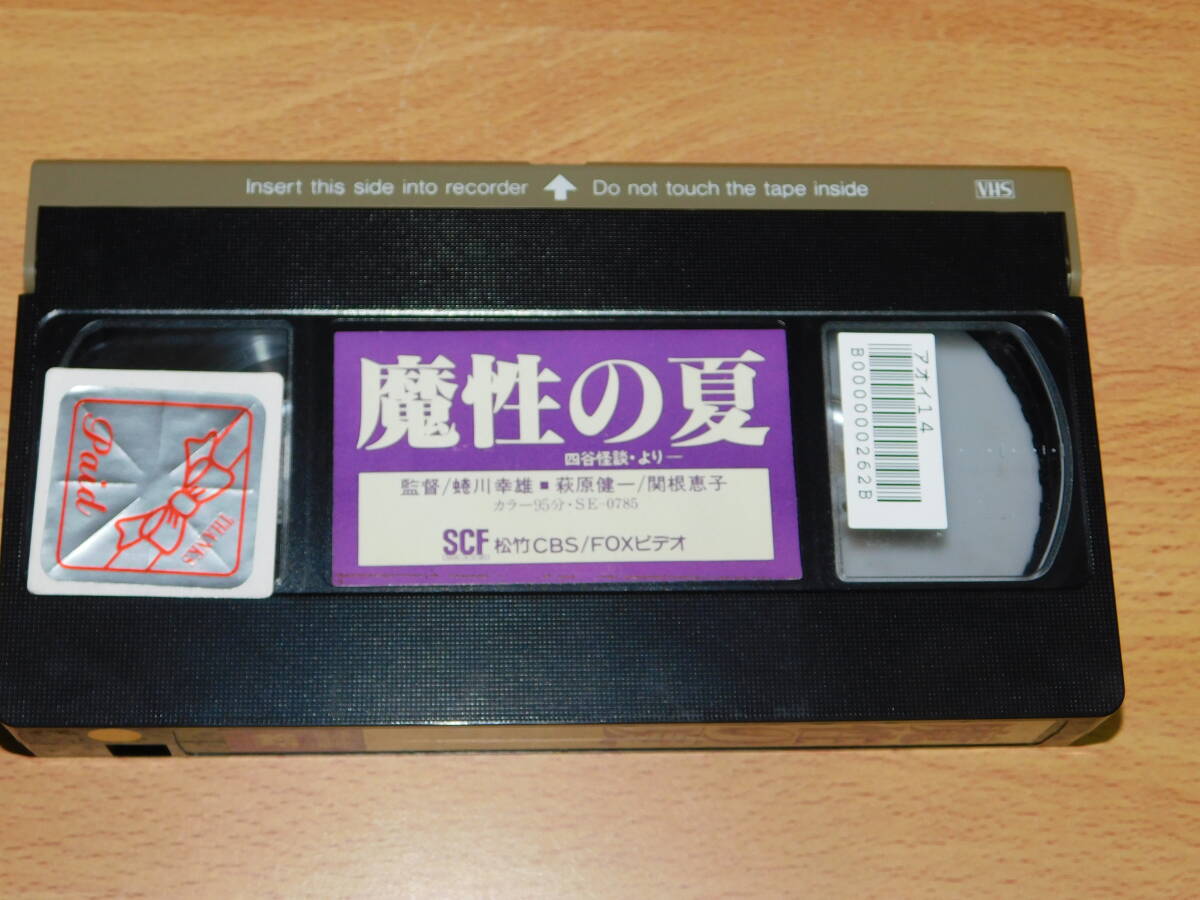 Insert this side into recorder Do not touch the tape inside VHS
魔性の夏
四谷怪談・より―
監督/蜷川幸雄■萩原健一/関根恵子
カラー95分・SE-0785
SCF 松竹CBS/FOXビデオ
Paid
THANKS
アオイ14
B000000262B